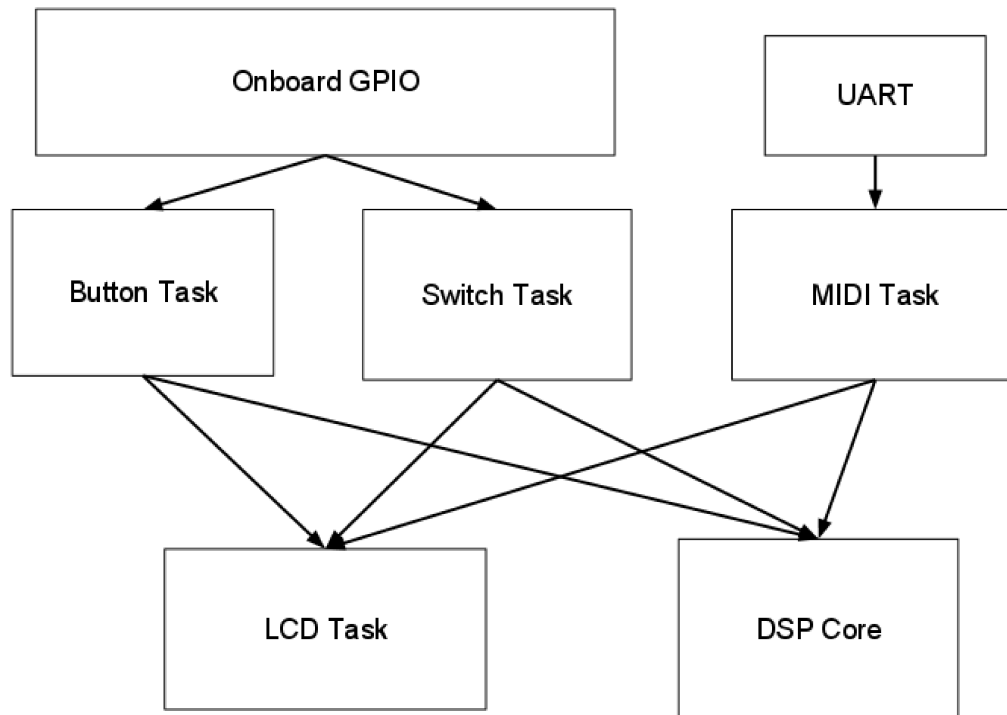 Onboard GPIO
UART
Button Task
Switch Task
MIDI Task
LCD Task
DSP Core